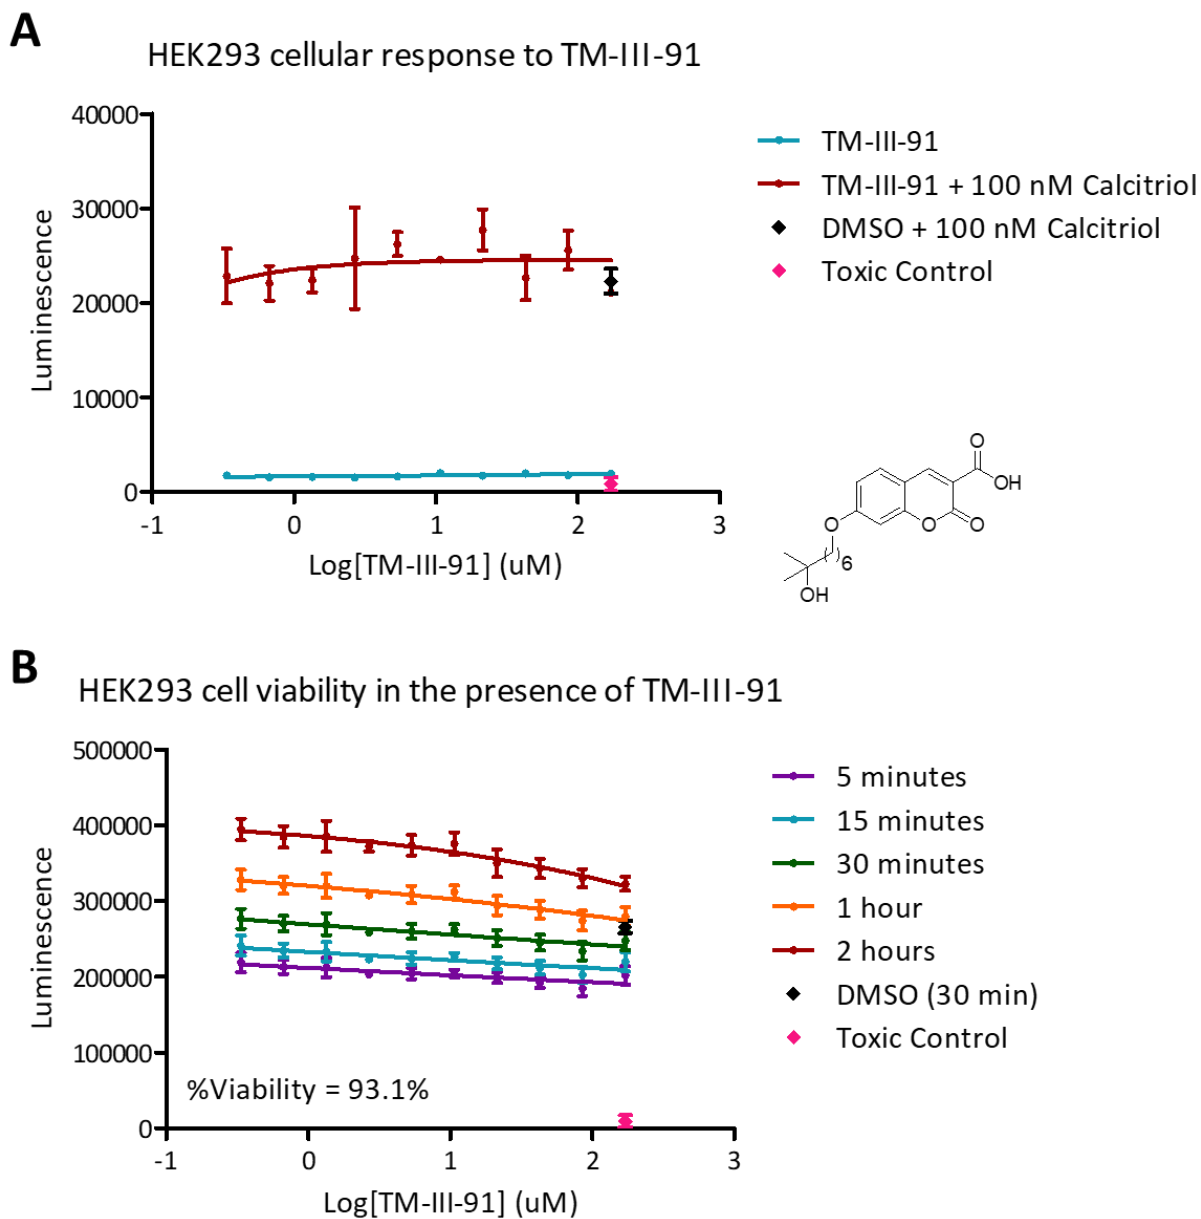 A
HEK293 cellular response to TM-III-91
40000
30000
20000
10000
0
Luminescence
-1 0 1 2 3
Log[TM-III-91] (uM)
TM-III-91
TM-III-91 + 100 nM Calcitriol
DMSO + 100 nM Calcitriol
Toxic Control
O
OH
O
O
O
6
OH
B
HEK293 cell viability in the presence of TM-III-91
500000
400000
300000
200000
100000
0
Luminescence
%Viability = 93.1%
-1 0 1 2 3
Log[TM-III-91] (uM)
5 minutes
15 minutes
30 minutes
1 hour
2 hours
DMSO (30 min)
Toxic Control